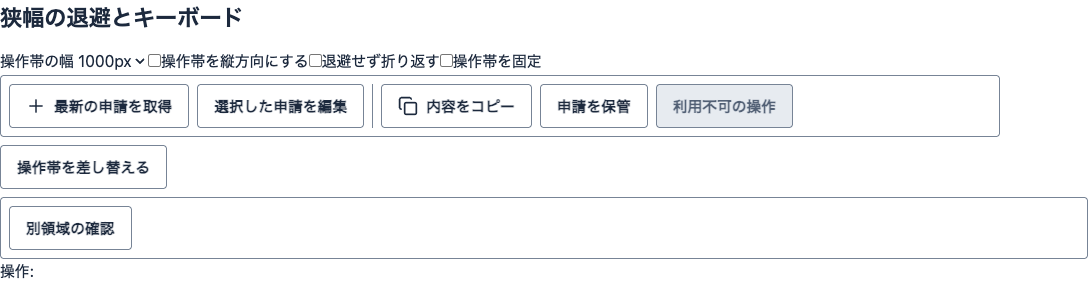 狭幅の退避とキーボード
操作帯の幅 1000px 操作帯を縦方向にする 退避せず折り返す 操作帯を固定
最新の申請を取得 選択した申請を編集 内容をコピー 申請を保管 利用不可の操作
操作帯を差し替える
別領域の確認
操作: